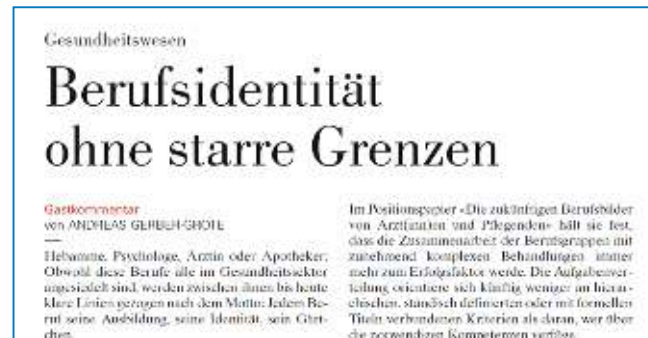 Gesundheitswesen
Berufsidentität
ohne starre Grenzen
Gastkommentar
von ANDREAS GERBER-GROTE
Hebamme, Psychologe, Ärztin oder Apotheker:
Obwohl diese Berufe alle im Gesundheitssektor
angesiedelt sind, werden zwischen ihnen bis heute
klare Linien gezogen nach dem Motto: Jedem Be-
ruf seine Ausbildung, seine Identität, sein Gärt-
chen.
Im Positionspapier «Die zukünftigen Berufsbilder
von Ärzt(inn)en und Pflegenden» hält sie fest,
dass die Zusammenarbeit der Berufsgruppen mit
zunehmend komplexen Behandlungen immer
mehr zum Erfolgsfaktor werde. Die Aufgabenver-
teilung orientiere sich künftig weniger an hierar-
chischen, ständisch definierten oder mit formellen
Titeln verbundenen Kriterien als daran, wer über
die notwendigen Kompetenzen verfüge.